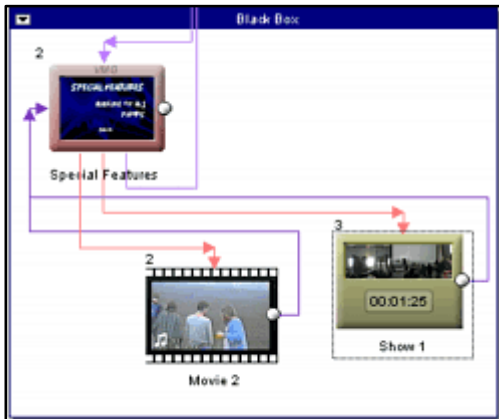 Black Box
2
SPECIAL FEATURES
Special Features
3
2
00:01:25
Show 1
Movie 2